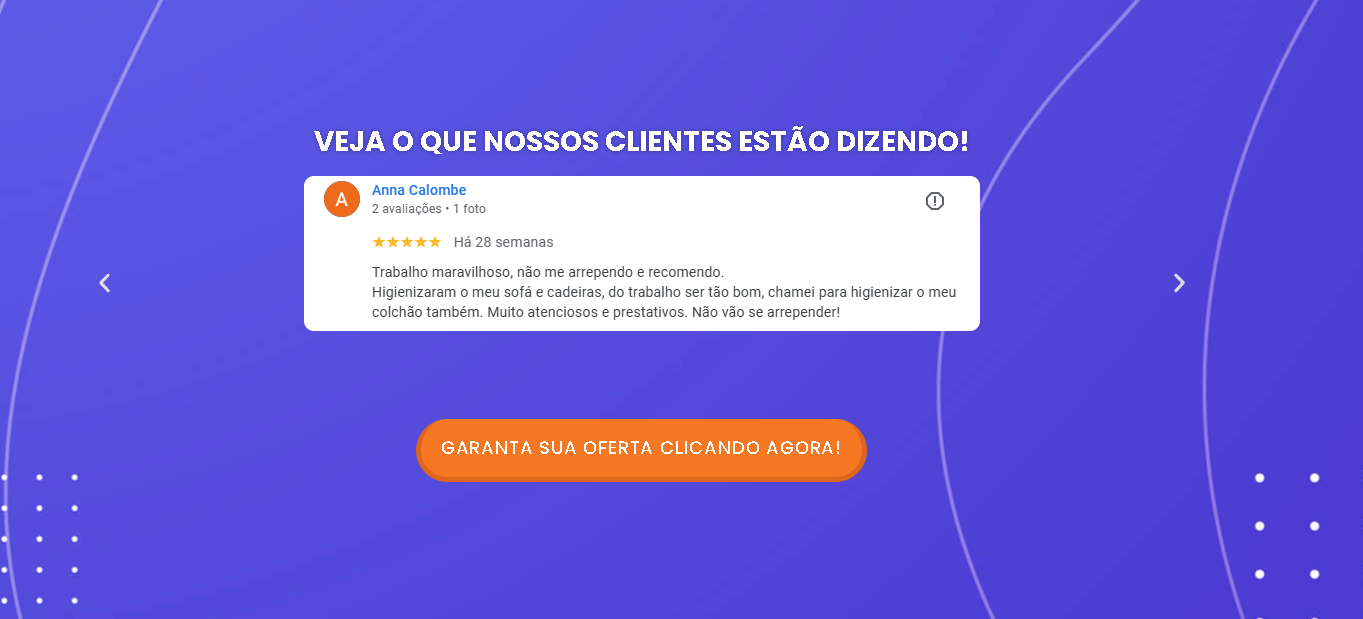 VEJA O QUE NOSSOS CLIENTES ESTÃO DIZENDO!
A
Anna Calombe
2 avaliações • 1 foto
★★★★★ Há 28 semanas
Trabalho maravilhoso, não me arrependo e recomendo.
Higienizaram o meu sofá e cadeiras, do trabalho ser tão bom, chamei para higienizar o meu
colchão também. Muito atenciosos e prestativos. Não vão se arrepender!
GARANTA SUA OFERTA CLICANDO AGORA!